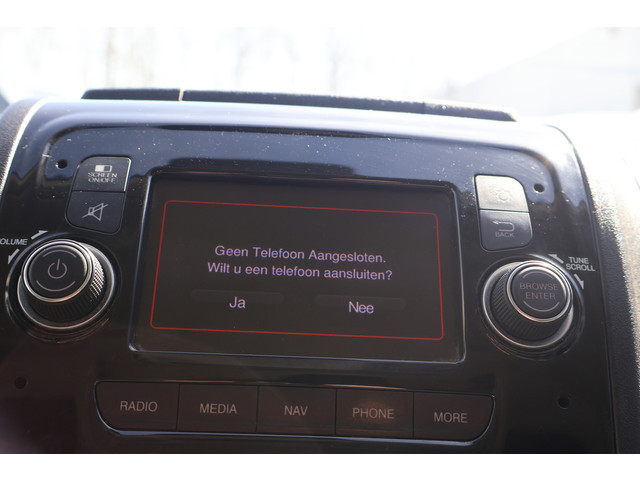 SCREEN
ON/OFF
VOLUME
Geen Telefoon Aangesloten.
Wilt u een telefoon aansluiten?
Ja
Nee
BACK
TUNE
SCROLL
BROWSE
ENTER
RADIO
MEDIA
NAV
PHONE
MORE